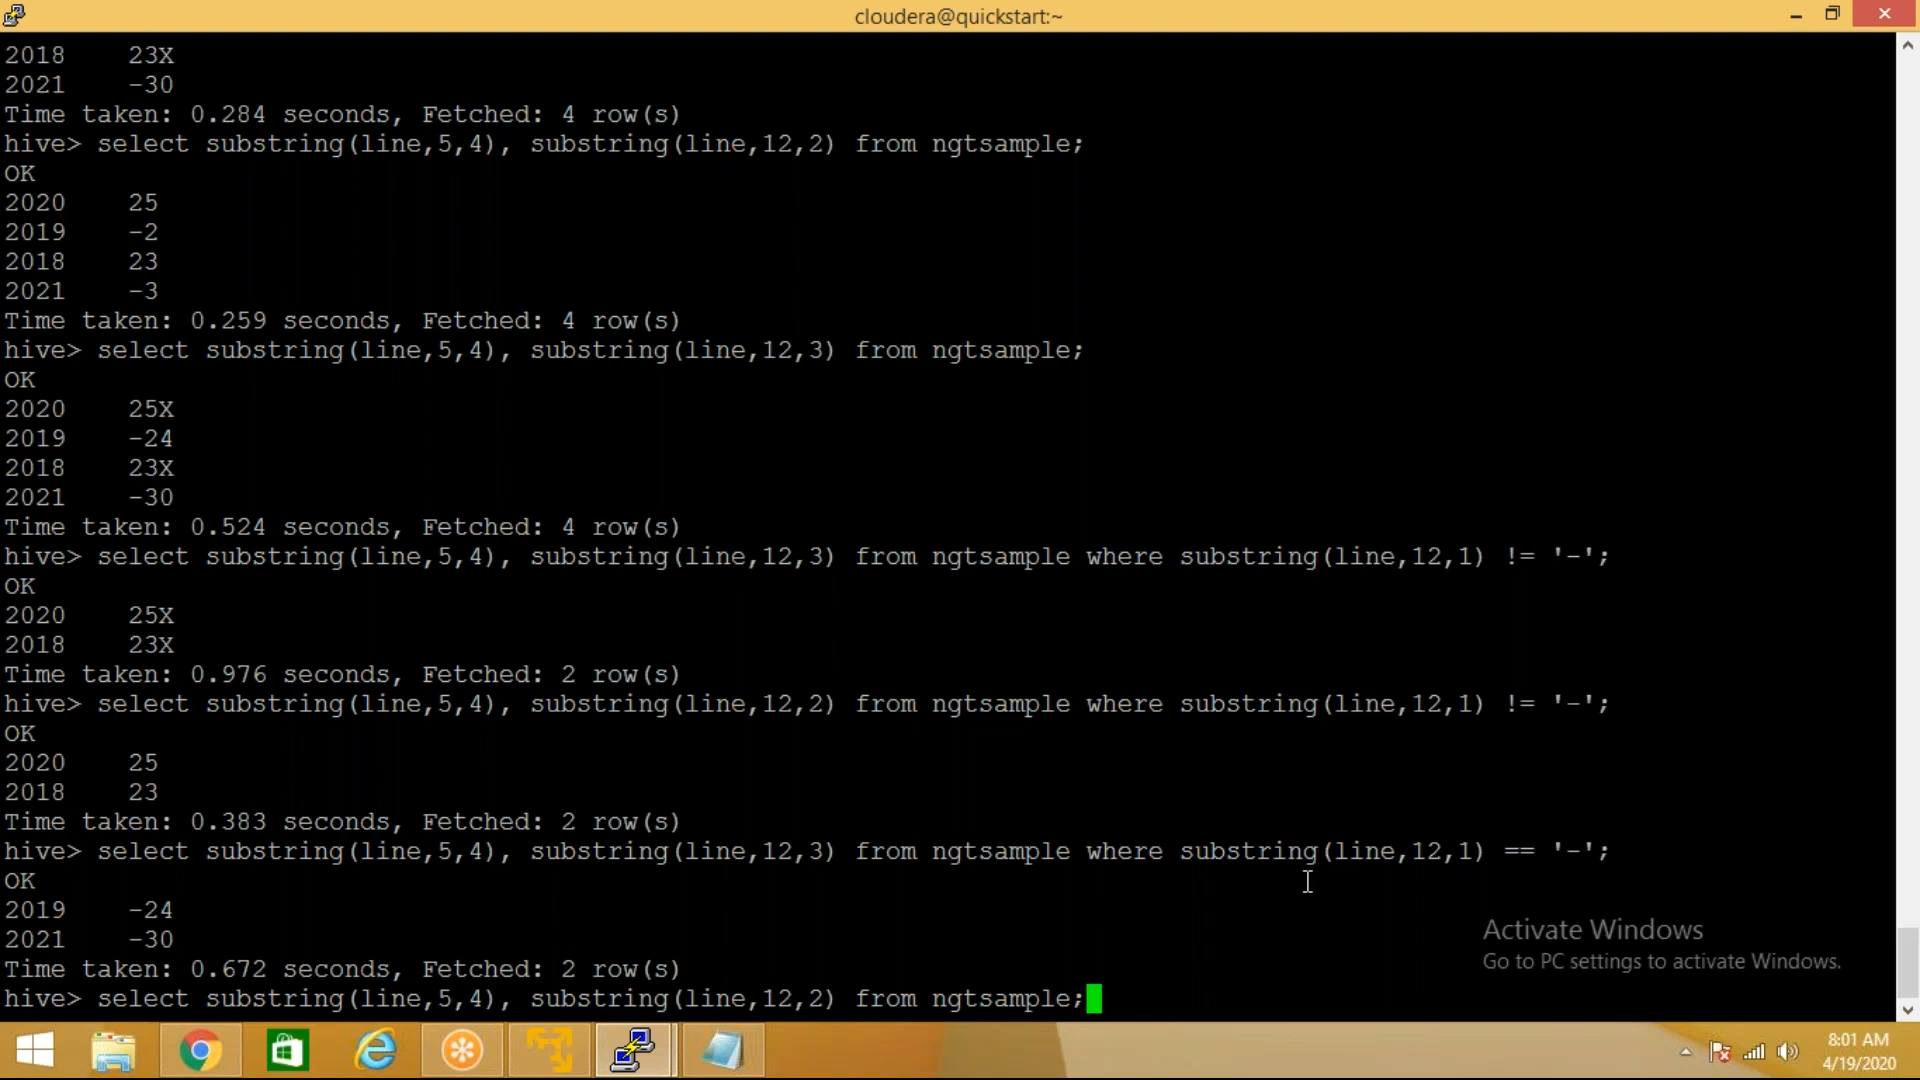 cloudera@quickstart:~
2018    23X
2021    -30
Time taken: 0.284 seconds, Fetched: 4 row(s)
hive> select substring(line,5,4), substring(line,12,2) from ngtsample;
OK
2020    25
2019    -2
2018    23
2021    -3
Time taken: 0.259 seconds, Fetched: 4 row(s)
hive> select substring(line,5,4), substring(line,12,3) from ngtsample;
OK
2020    25X
2019    -24
2018    23X
2021    -30
Time taken: 0.524 seconds, Fetched: 4 row(s)
hive> select substring(line,5,4), substring(line,12,3) from ngtsample where substring(line,12,1) != '-';
OK
2020    25X
2018    23X
Time taken: 0.976 seconds, Fetched: 2 row(s)
hive> select substring(line,5,4), substring(line,12,2) from ngtsample where substring(line,12,1) != '-';
OK
2020    25
2018    23
Time taken: 0.383 seconds, Fetched: 2 row(s)
hive> select substring(line,5,4), substring(line,12,3) from ngtsample where substring(line,12,1) == '-';
OK
2019    -24
2021    -30
Time taken: 0.672 seconds, Fetched: 2 row(s)
hive> select substring(line,5,4), substring(line,12,2) from ngtsample;
Activate Windows
Go to PC settings to activate Windows.
8:01 AM
4/19/2020